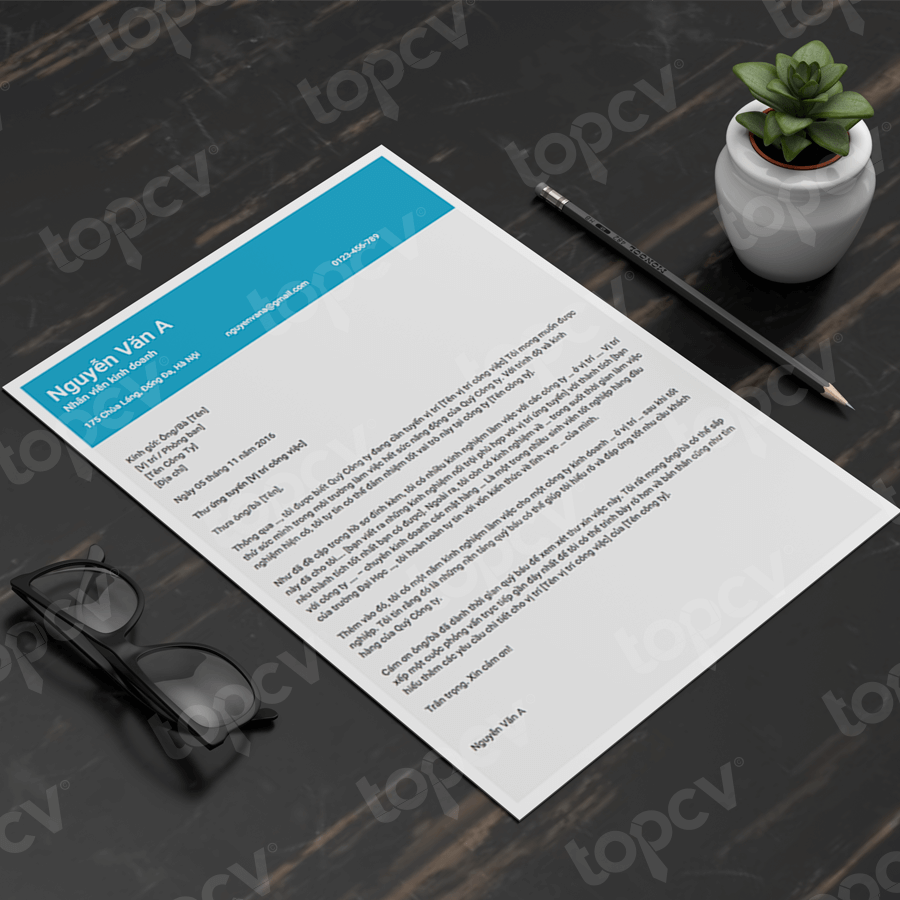 Nguyễn Văn A
Nhân viên kinh doanh
175 Chùa Láng, Đống Đa, Hà Nội
nguyenvana@gmail.com
0123-456-789
Kính gửi: Ông/Bà [Tên]
[Vị trí / Phòng ban]
[Tên Công Ty]
[Địa chỉ]
Ngày 05 tháng 11 năm 2016
Thư ứng tuyển [Vị trí công việc]
Thưa ông/bà [Tên],
Thông qua ..., tôi được biết Quý Công ty đang cần tuyển vị trí [Tên vị trí công việc] Tôi mong muốn được
thử sức mình trong môi trường làm việc hết sức năng động của Quý Công ty. Với trình độ và kinh
nghiệm hiện có, tôi tự tin có thể đảm nhiệm tốt vai trò này tại công ty [Tên công ty].
Như đã đề cập trong hồ sơ đính kèm, tôi có nhiều kinh nghiệm làm việc với các công ty ... ở vị trí ... Vị trí
này đã cho tôi... [bạn viết ra những kinh nghiệm nổi trội phù hợp với vị trí ứng tuyển] với thành tích [bạn
nêu thành tích tốt nhất bạn có được]. Ngoài ra, tôi còn có kinh nghiệm về ... trong suốt thời gian làm việc
với công ty ... – chuyên kinh doanh các mặt hàng ... Là một trong nhiều sinh viên tốt nghiệp hàng đầu
của trường Đại Học ..., tôi hoàn toàn tự tin với vốn kiến thức và lĩnh vực ... của mình.
Thêm vào đó, tôi có một năm kinh nghiệm làm việc cho một công ty kinh doanh ... ở vị trí ... sau khi tốt
nghiệp. Tôi tin rằng đó là những nền tảng quý báu có thể giúp tôi hiểu rõ và đáp ứng tốt nhu cầu khách
hàng của Quý Công ty.
Cám ơn ông/bà đã dành thời gian quý báu để xem xét thư xin việc này. Tôi rất mong ông/bà có thể sắp
xếp một cuộc phỏng vấn trực tiếp gần đây nhất để tôi có thể trình bày rõ hơn về bản thân cũng như tìm
hiểu thêm các yêu cầu chi tiết cho vị trí [Tên vị trí công việc] của [Tên công ty].
Trân trọng. Xin cảm ơn!
Nguyễn Văn A
topcv